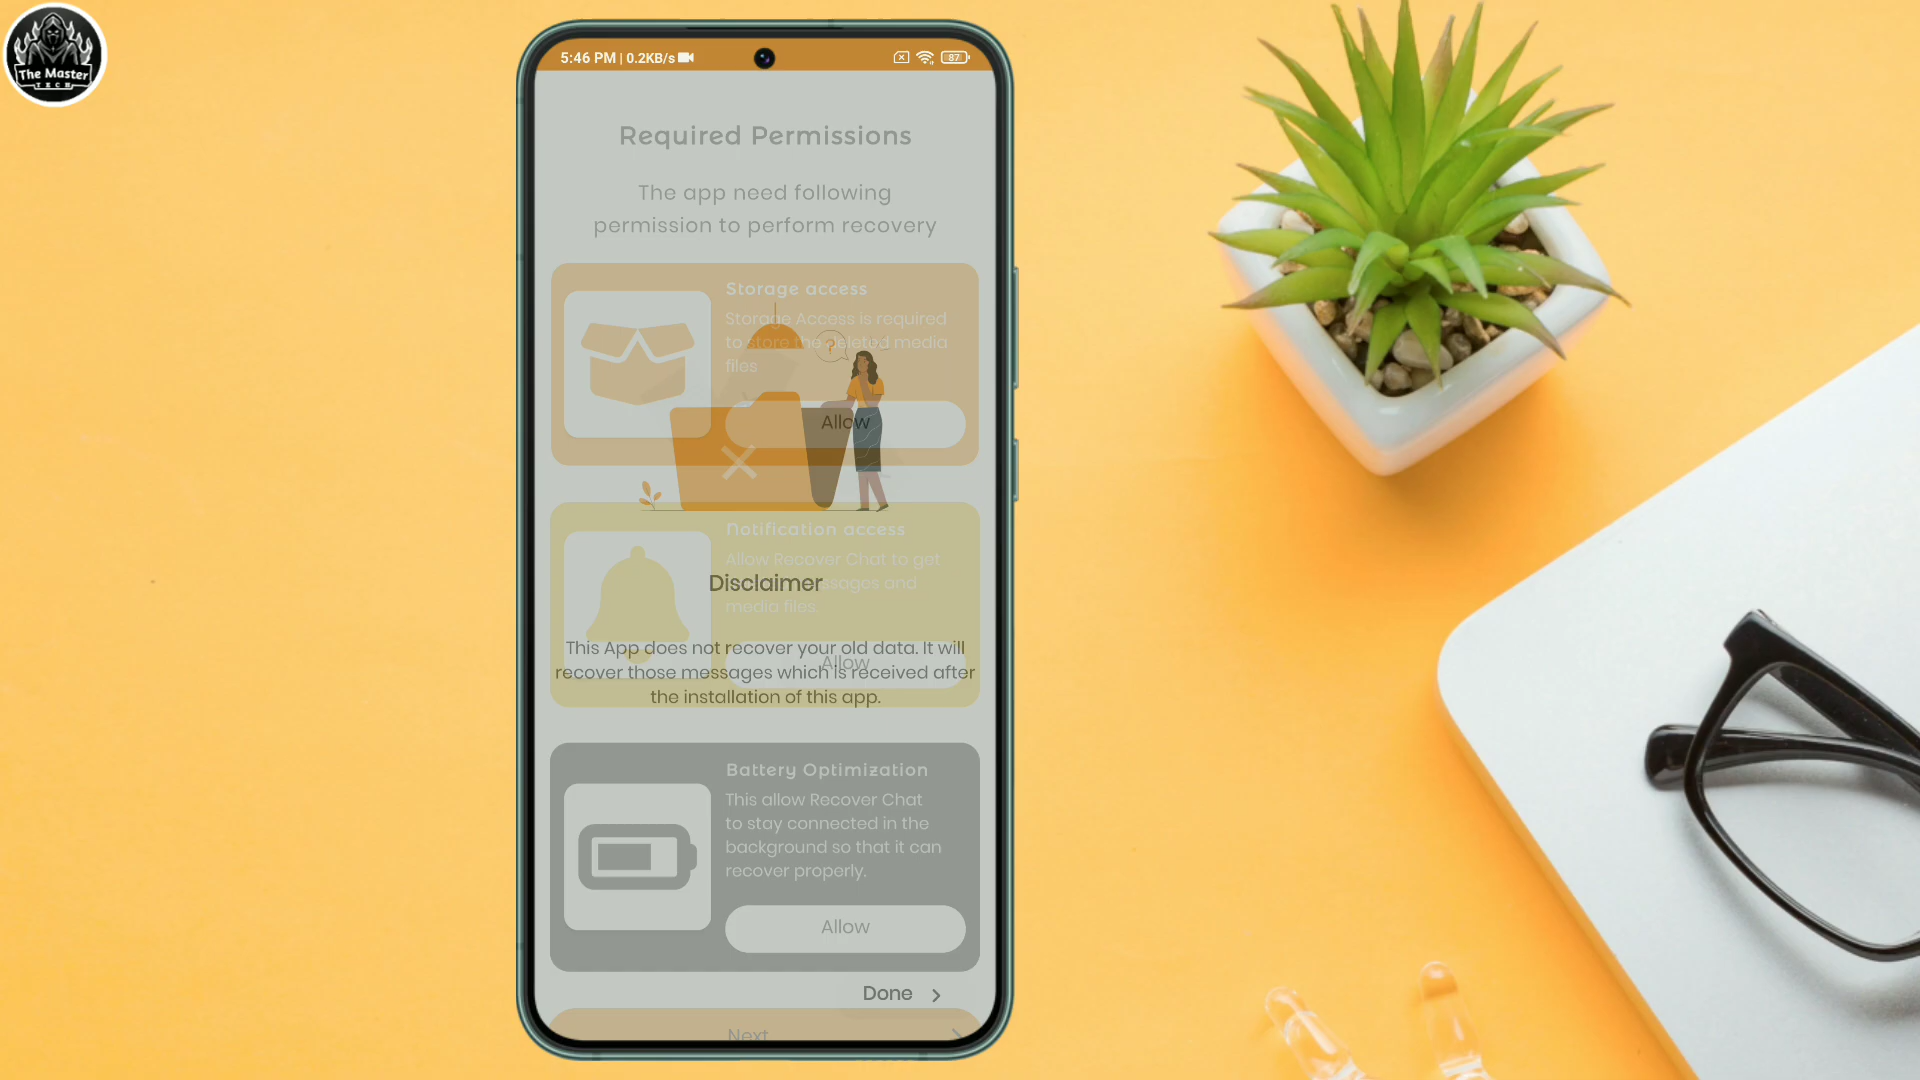 The Master
TECH
5:46 PM | 0.2KB/s
87
Required Permissions
The app need following
permission to perform recovery
Storage access
Storage Access is required
to store the deleted media
files
Allow
Notification access
Allow Recover Chat to get
Disclaimer
media files.
This App does not recover your old data. It will
Allow
recover those messages which is received after
the installation of this app.
Battery Optimization
This allow Recover Chat
to stay connected in the
background so that it can
recover properly.
Allow
Done
Next